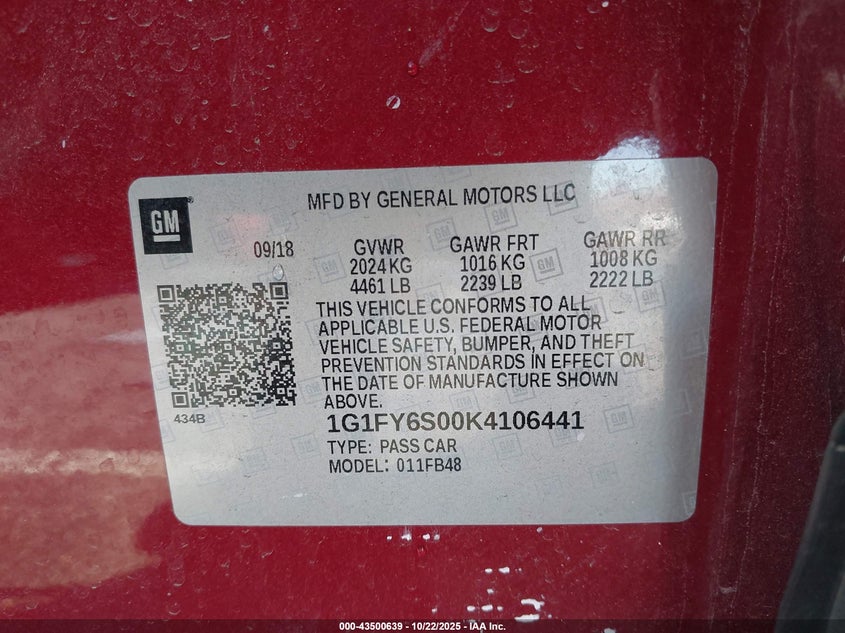 MFD BY GENERAL MOTORS LLC
GM
09/18
GVWR GAWR FRT GAWR RR
2024 KG 1016 KG 1008 KG
4461 LB 2239 LB 2222 LB
THIS VEHICLE CONFORMS TO ALL
APPLICABLE U.S. FEDERAL MOTOR
VEHICLE SAFETY, BUMPER, AND THEFT
PREVENTION STANDARDS IN EFFECT ON
THE DATE OF MANUFACTURE SHOWN
ABOVE.
434B
1G1FY6S00K4106441
TYPE: PASS CAR
MODEL: 011FB48
000-43500639 - 10/22/2025 - IAA Inc.